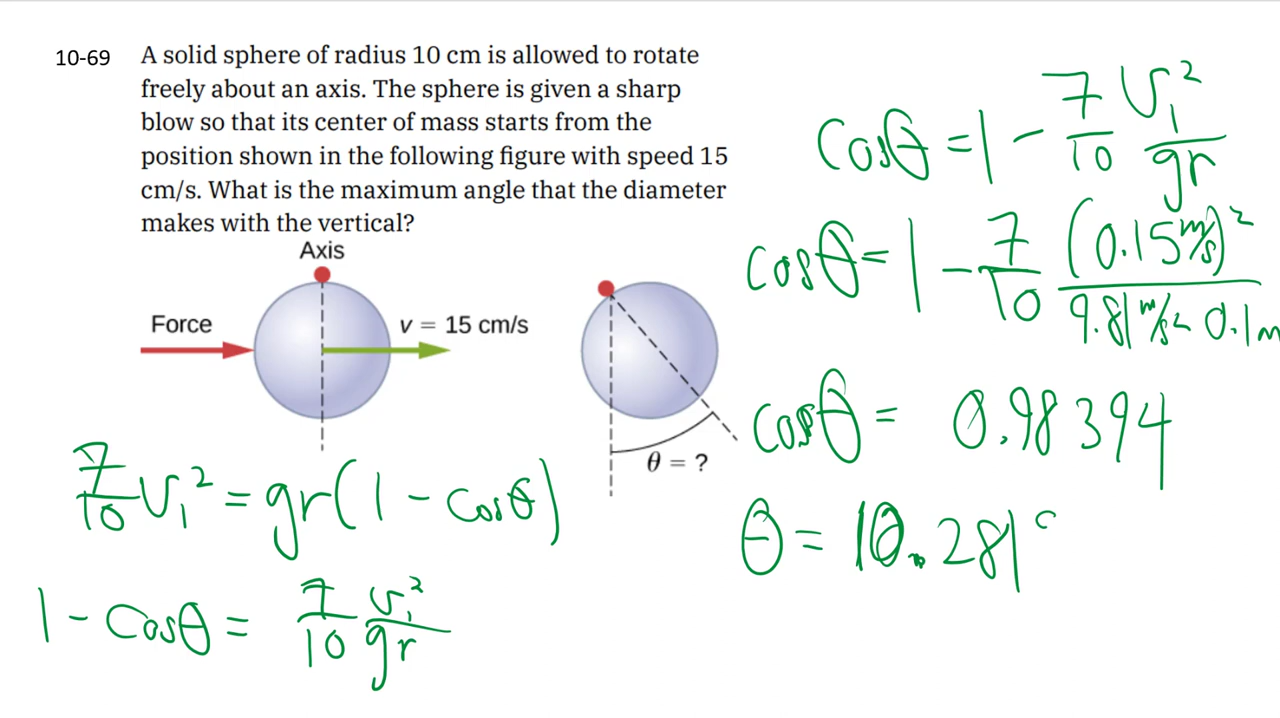 10-69 A solid sphere of radius 10 cm is allowed to rotate
freely about an axis. The sphere is given a sharp
blow so that its center of mass starts from the
position shown in the following figure with speed 15
cm/s. What is the maximum angle that the diameter
makes with the vertical?
Axis
Force
v = 15 cm/s
θ = ?
7/10 v₁² = gr(1 - cosθ)
1 - cosθ = 7/10 v₁²/gr
cosθ = 1 - 7/10 v₁²/gr
cosθ = 1 - 7/10 (0.15 m/s)²/9.81 m/s² 0.1m
cosθ = 0.98394
θ = 10.281°